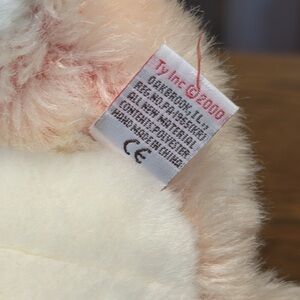 Ty Inc © 2000
OAKBROOK, IL.
REG. NO. PA-1965(KR)
ALL NEW MATERIAL
CONTENTS: POLYESTER
HAND MADE IN CHINA
CE